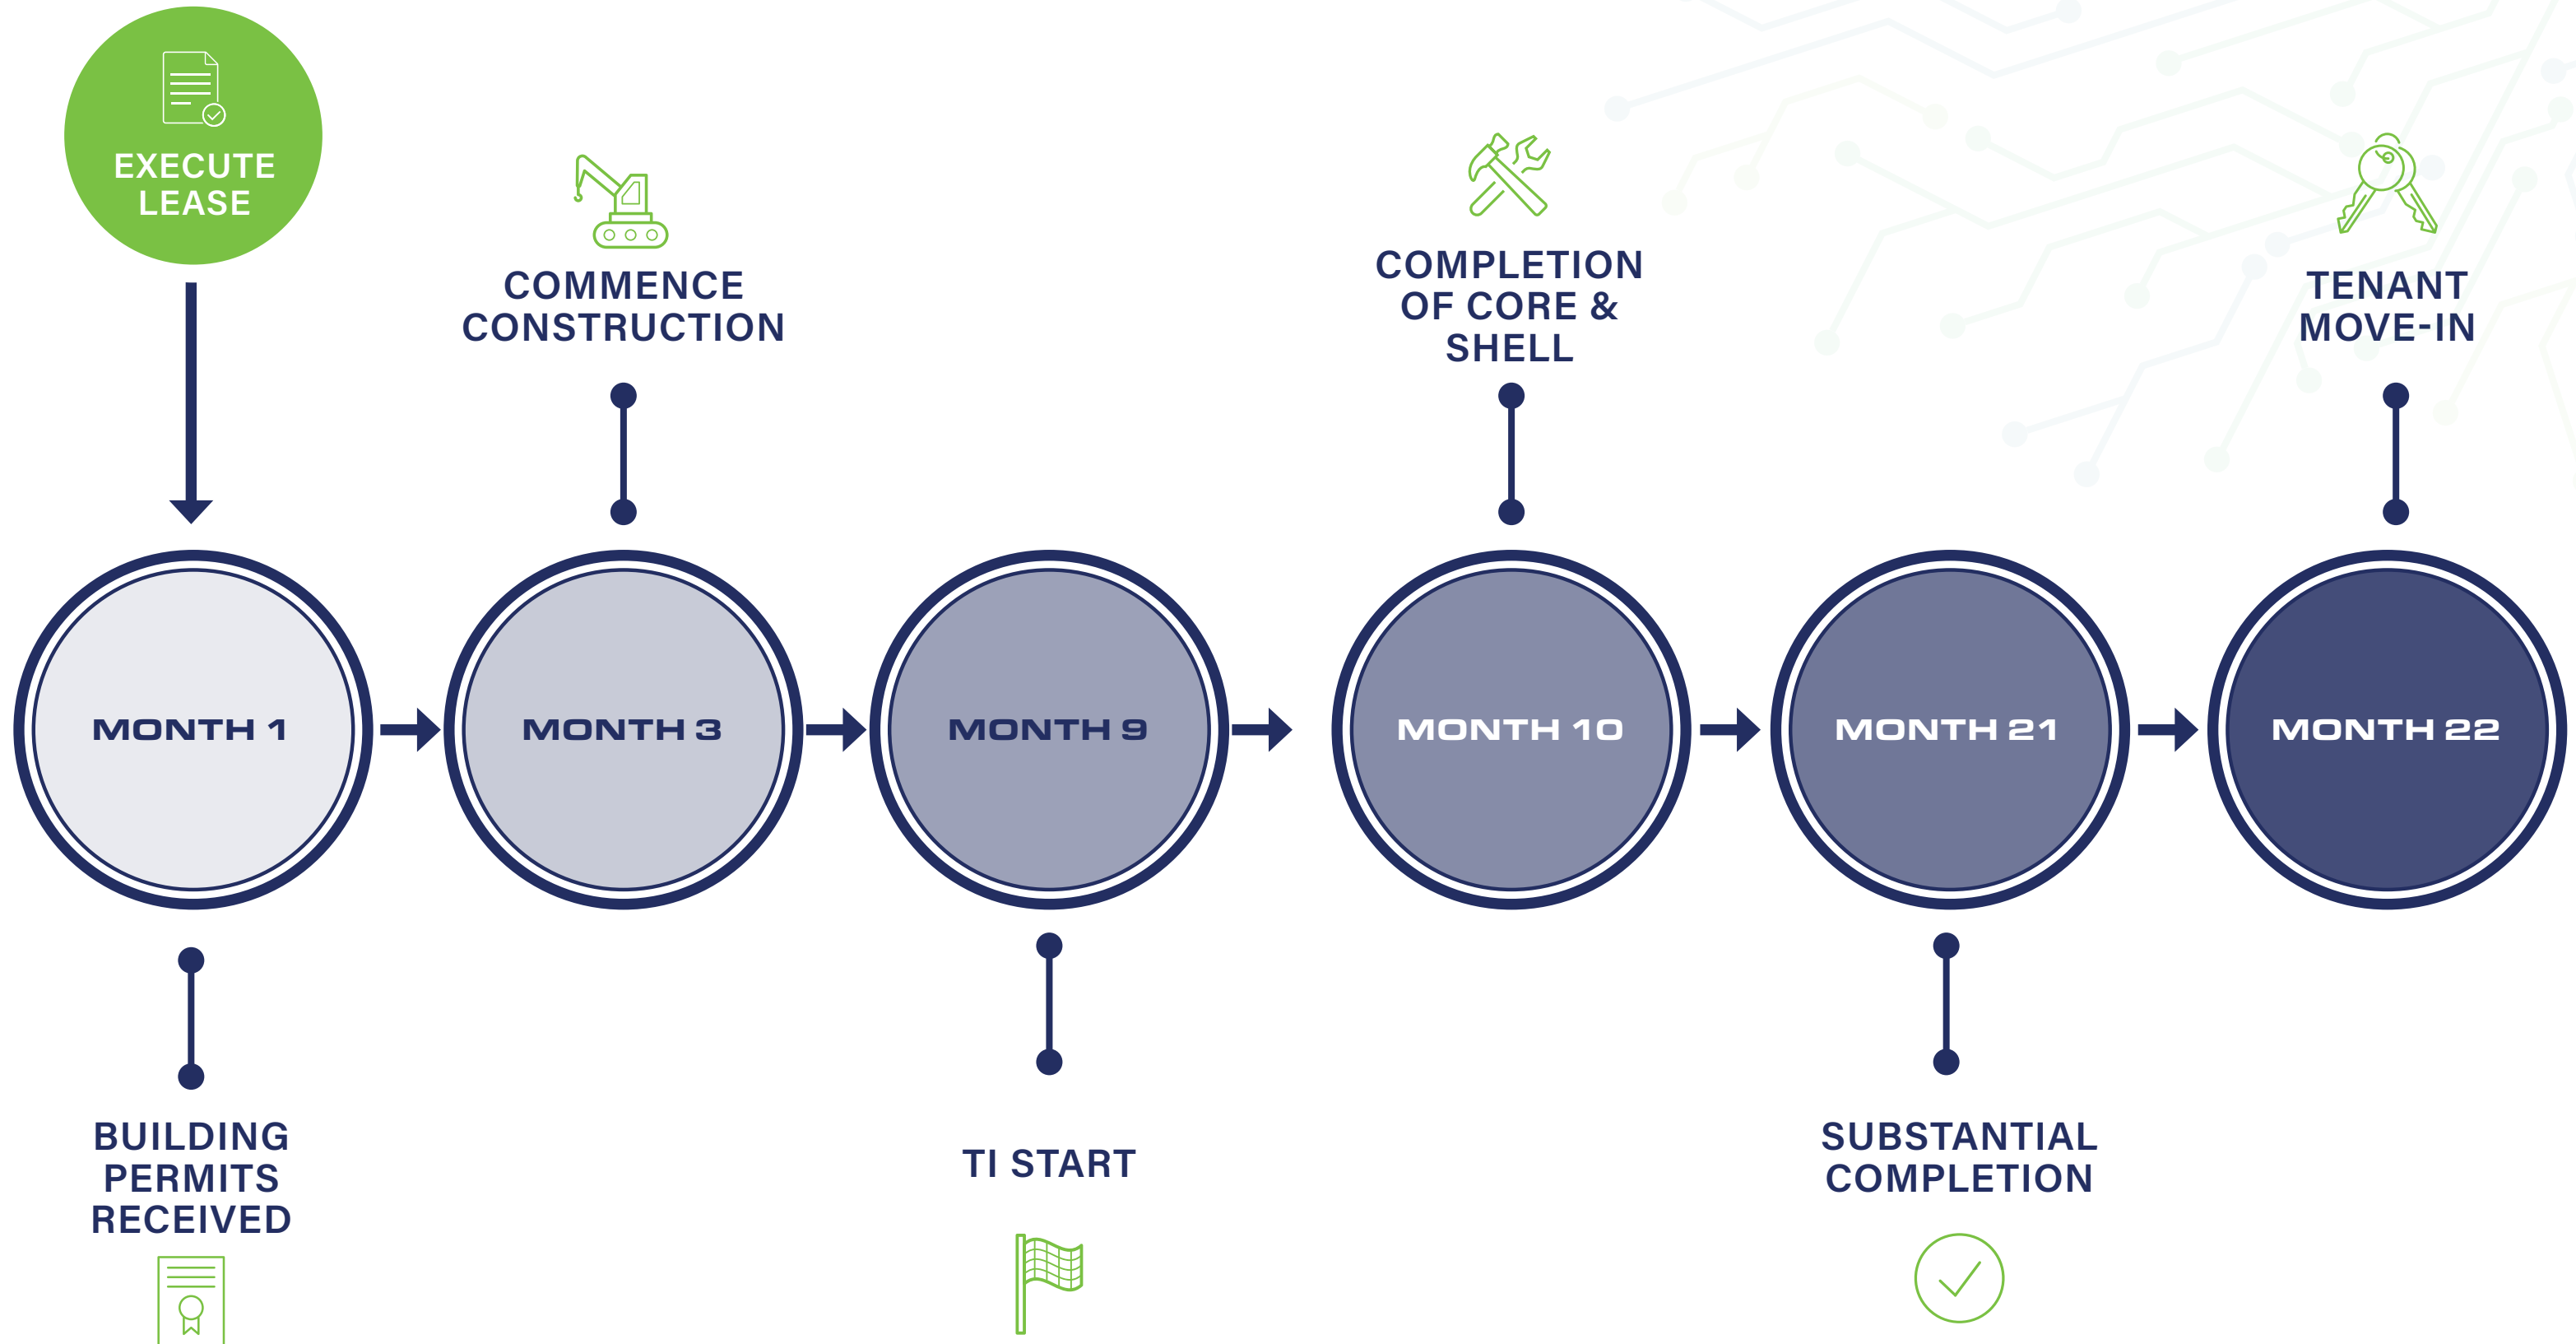 EXECUTE
LEASE
COMMENCE
CONSTRUCTION
COMPLETION
OF CORE &
SHELL
TENANT
MOVE-IN
MONTH 1
MONTH 3
MONTH 9
MONTH 10
MONTH 21
MONTH 22
BUILDING
PERMITS
RECEIVED
TI START
SUBSTANTIAL
COMPLETION